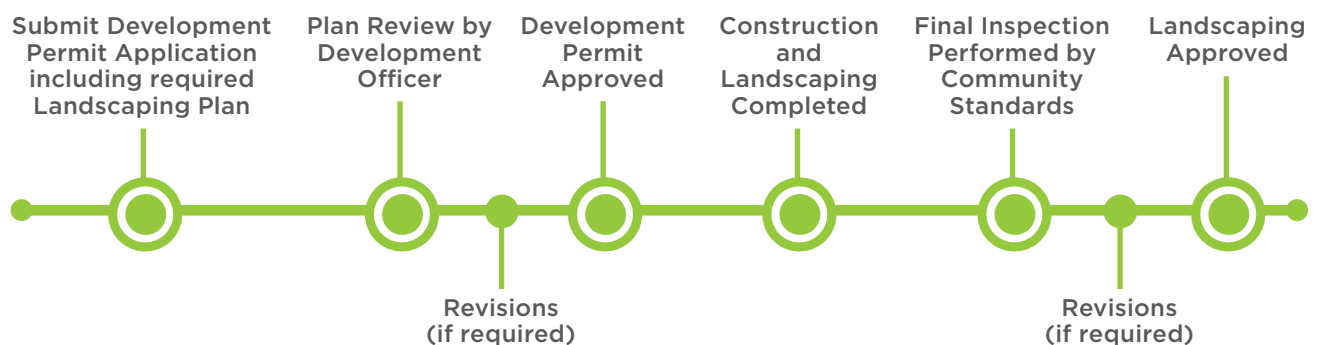 Submit Development
Permit Application
including required
Landscaping Plan
Plan Review by
Development
Officer
Revisions
(if required)
Development
Permit
Approved
Construction
and
Landscaping
Completed
Final Inspection
Performed by
Community
Standards
Revisions
(if required)
Landscaping
Approved